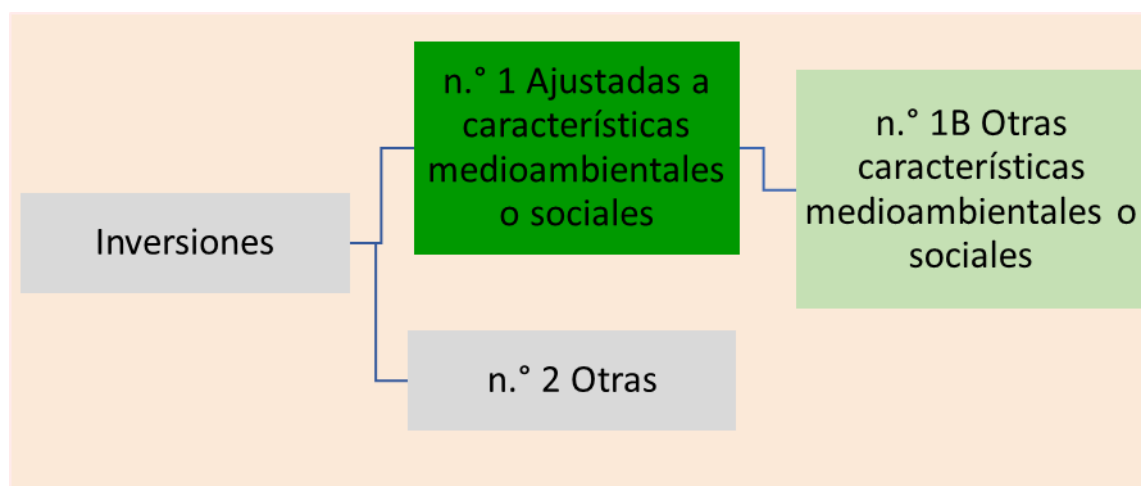 n.° 1 Ajustadas a
características
medioambientales
o sociales
n.° 1B Otras
características
medioambientales o
sociales
Inversiones
n.° 2 Otras